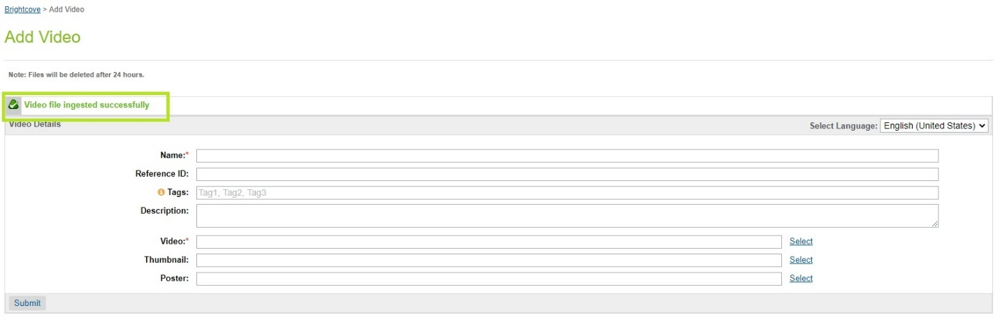 Brightcove > Add Video
Add Video
Note: Files will be deleted after 24 hours.
Video file ingested successfully
Video Details Select Language: English (United States)
Name:*
Reference ID:
Tags: Tag1, Tag2, Tag3
Description:
Video:* Select
Thumbnail: Select
Poster: Select
Submit